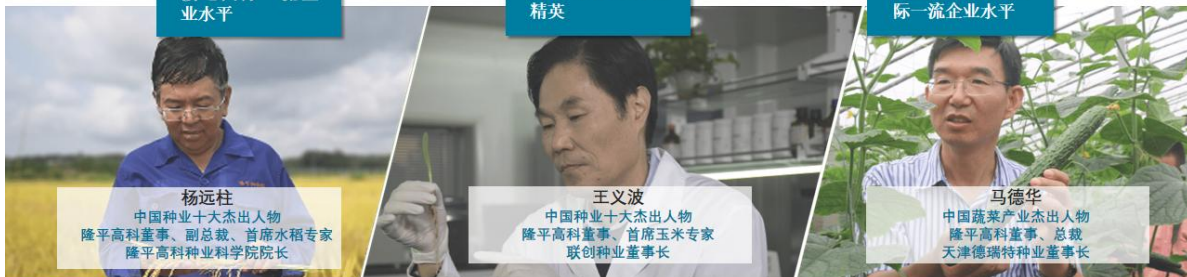 业水平
精英
际一流企业水平
杨远柱
中国种业十大杰出人物
隆平高科董事、副总裁、首席水稻专家
隆平高科种业科学院院长
王义波
中国种业十大杰出人物
隆平高科董事、首席玉米专家
联创种业董事长
马德华
中国蔬菜产业杰出人物
隆平高科董事、总裁
天津德瑞特种业董事长